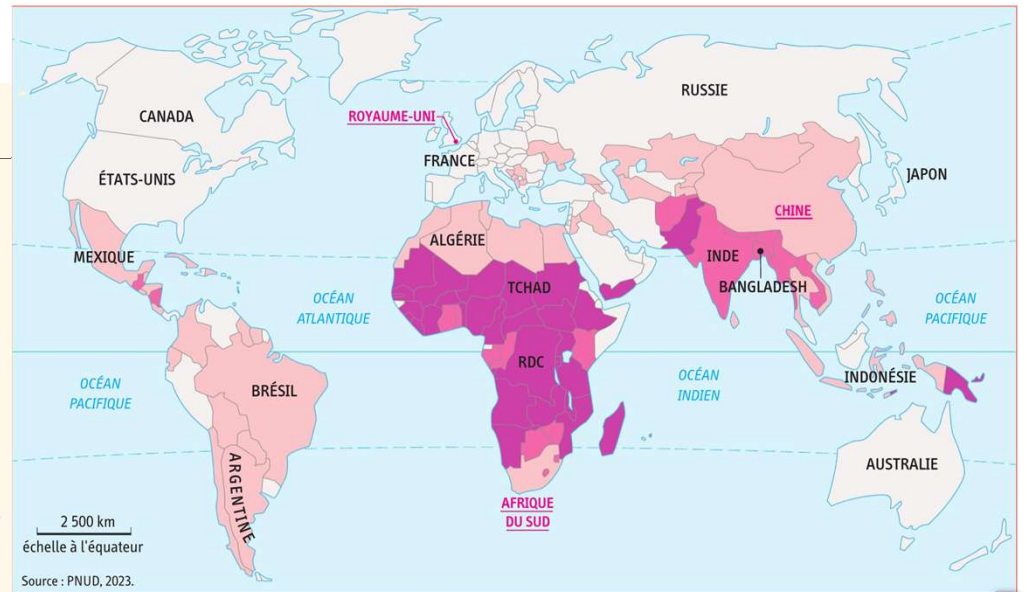 CANADA
RUSSIE
ROYAUME-UNI
FRANCE
ÉTATS-UNIS
JAPON
CHINE
ALGÉRIE
MEXIQUE
INDE
TCHAD
BANGLADESH
OCÉAN
ATLANTIQUE
OCÉAN
PACIFIQUE
RDC
OCÉAN
PACIFIQUE
BRÉSIL
OCÉAN
INDIEN
INDONÉSIE
ARGENTINE
AUSTRALIE
AFRIQUE
DU SUD
2 500 km
échelle à l'équateur
Source : PNUD, 2023.